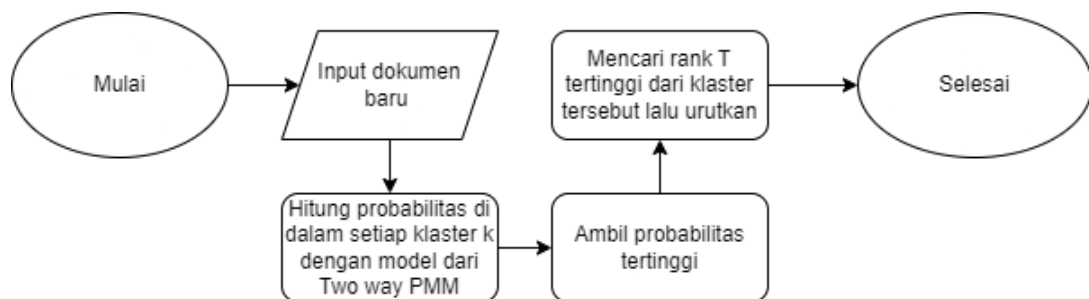 Mulai
Input dokumen
baru
Hitung probabilitas di
dalam setiap klaster k
dengan model dari
Two way PMM
Ambil probabilitas
tertinggi
Mencari rank T
tertinggi dari klaster
tersebut lalu urutkan
Selesai